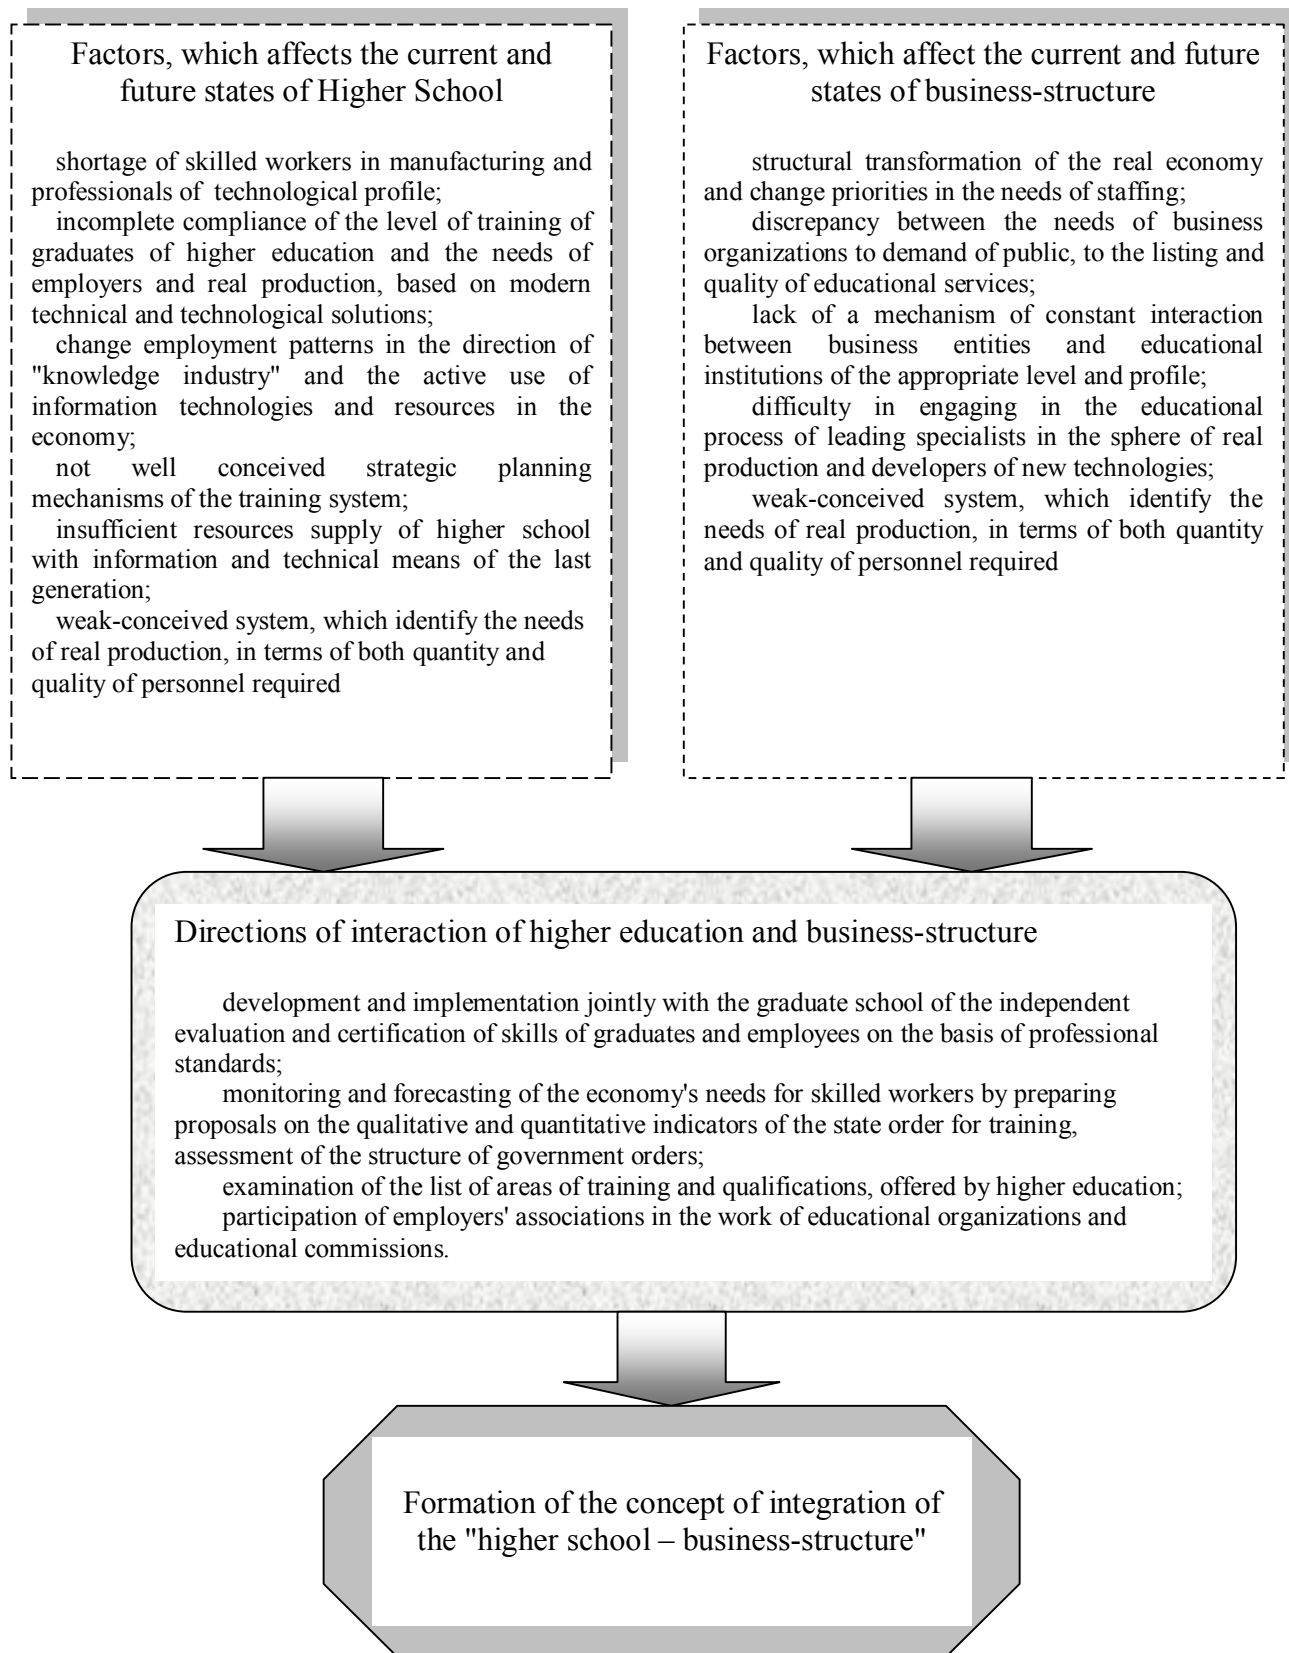 Factors, which affects the current and
future states of Higher School
shortage of skilled workers in manufacturing and
professionals of technological profile;
incomplete compliance of the level of training of
graduates of higher education and the needs of
employers and real production, based on modern
technical and technological solutions;
change employment patterns in the direction of
"knowledge industry" and the active use of
information technologies and resources in the
economy;
not well conceived strategic planning
mechanisms of the training system;
insufficient resources supply of higher school
with information and technical means of the last
generation;
weak-conceived system, which identify the needs
of real production, in terms of both quantity and
quality of personnel required
Factors, which affect the current and future
states of business-structure
structural transformation of the real economy
and change priorities in the needs of staffing;
discrepancy between the needs of business
organizations to demand of public, to the listing and
quality of educational services;
lack of a mechanism of constant interaction
between business entities and educational
institutions of the appropriate level and profile;
difficulty in engaging in the educational
process of leading specialists in the sphere of real
production and developers of new technologies;
weak-conceived system, which identify the
needs of real production, in terms of both quantity
and quality of personnel required
Directions of interaction of higher education and business-structure
development and implementation jointly with the graduate school of the independent
evaluation and certification of skills of graduates and employees on the basis of professional
standards;
monitoring and forecasting of the economy's needs for skilled workers by preparing
proposals on the qualitative and quantitative indicators of the state order for training,
assessment of the structure of government orders;
examination of the list of areas of training and qualifications, offered by higher education;
participation of employers' associations in the work of educational organizations and
educational commissions.
Formation of the concept of integration of
the "higher school – business-structure"